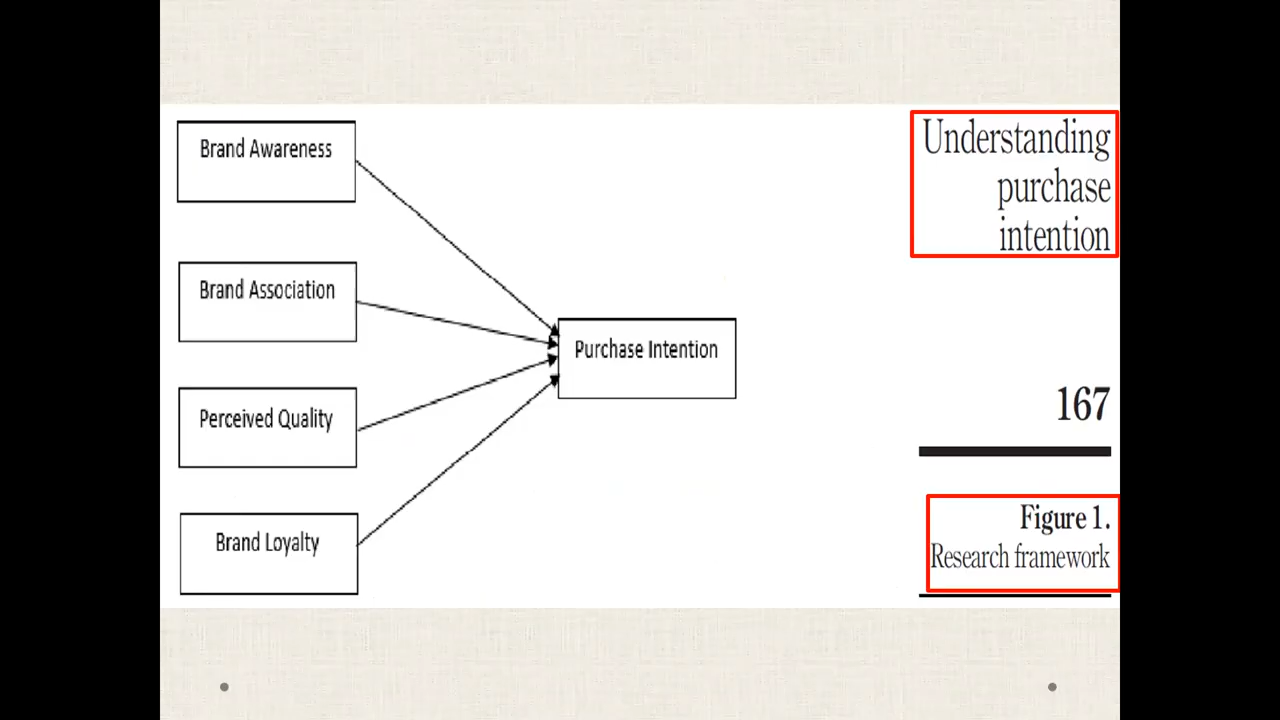 Brand Awareness
Brand Association
Perceived Quality
Brand Loyalty
Purchase Intention
Understanding
purchase
intention
167
Figure 1.
Research framework